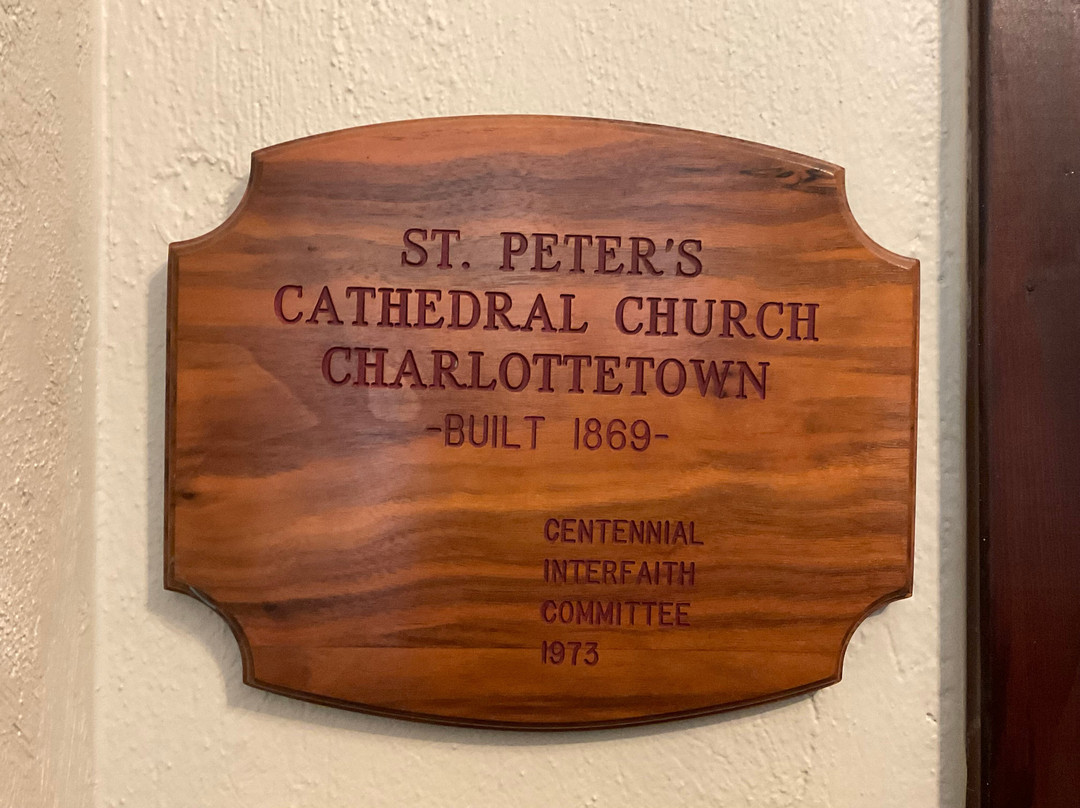 ST. PETER'S
CATHEDRAL CHURCH
CHARLOTTETOWN
-BUILT 1869-
CENTENNIAL
INTERFAITH
COMMITTEE
1973